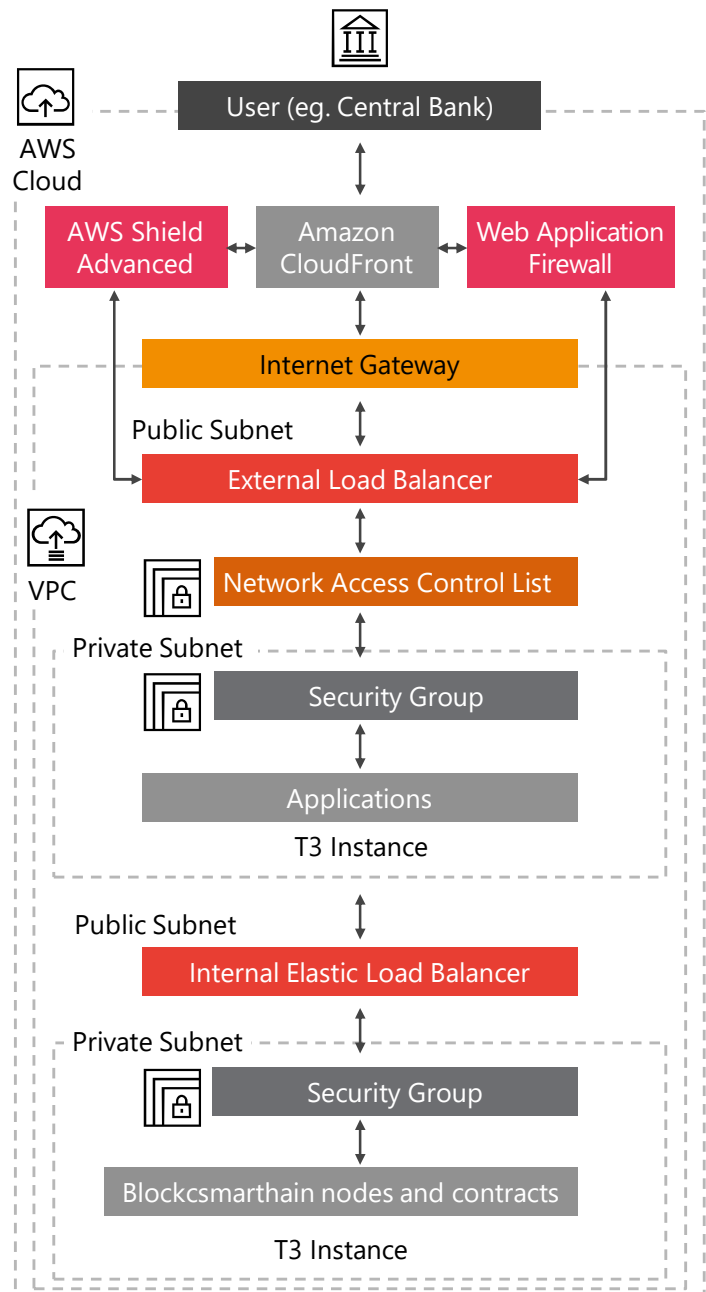 User (eg. Central Bank)
AWS
Cloud
AWS Shield
Advanced
Amazon
CloudFront
Web Application
Firewall
Internet Gateway
Public Subnet
External Load Balancer
VPC
Network Access Control List
Private Subnet
Security Group
Applications
T3 Instance
Public Subnet
Internal Elastic Load Balancer
Private Subnet
Security Group
Blockcsmarthain nodes and contracts
T3 Instance